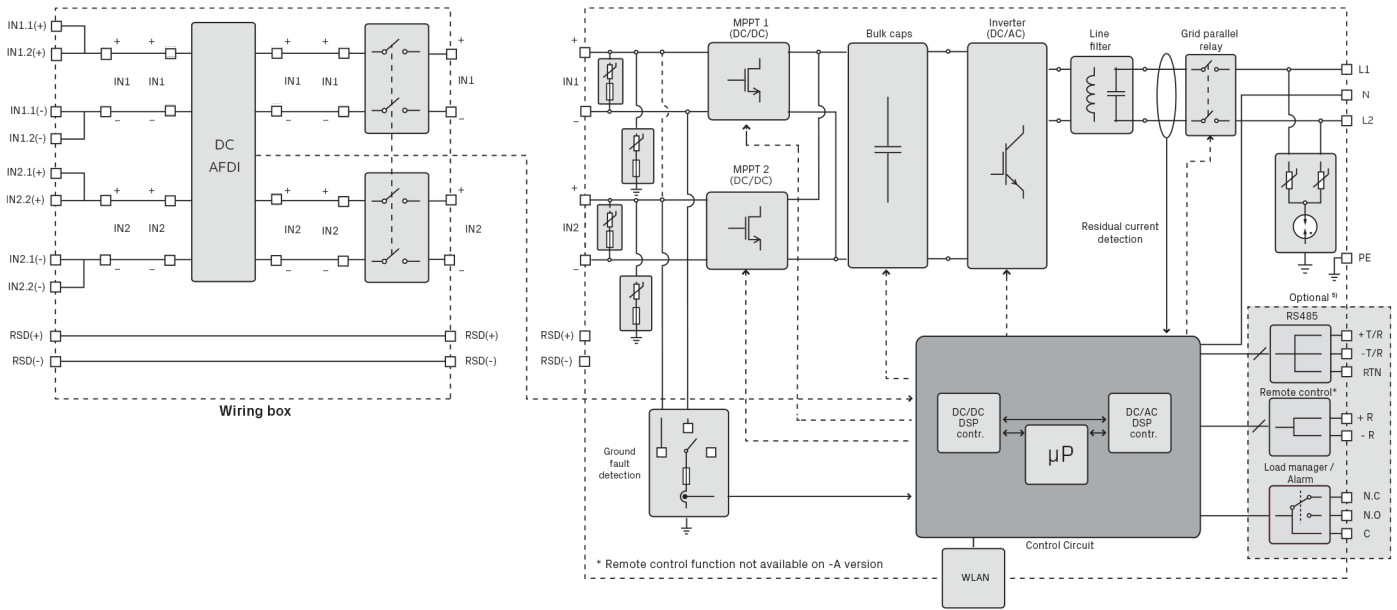 IN1.1(+)
IN1.2(+)
IN1.1(-)
IN1.2(-)
IN2.1(+)
IN2.2(+)
IN2.1(-)
IN2.2(-)
RSD(+)
RSD(-)
+ +
IN1 IN1
− −
+ +
IN2 IN2
− −
DC
AFDI
+ +
IN1 IN1
− −
+ +
IN2 IN2
− −
+
IN1
−
+
IN2
−
RSD(+)
RSD(-)
Wiring box
+
IN1
−
+
IN2
−
RSD(+)
RSD(-)
MPPT 1
(DC/DC)
MPPT 2
(DC/DC)
Bulk caps
Inverter
(DC/AC)
Line
filter
Grid parallel
relay
L1
N
L2
PE
Residual current
detection
Ground
fault
detection
DC/DC
DSP
contr.
µP
DC/AC
DSP
contr.
Control Circuit
WLAN
Optional 5)
RS485
+ T/R
- T/R
RTN
Remote control*
+ R
- R
Load manager /
Alarm
N.C
N.O
C
* Remote control function not available on -A version